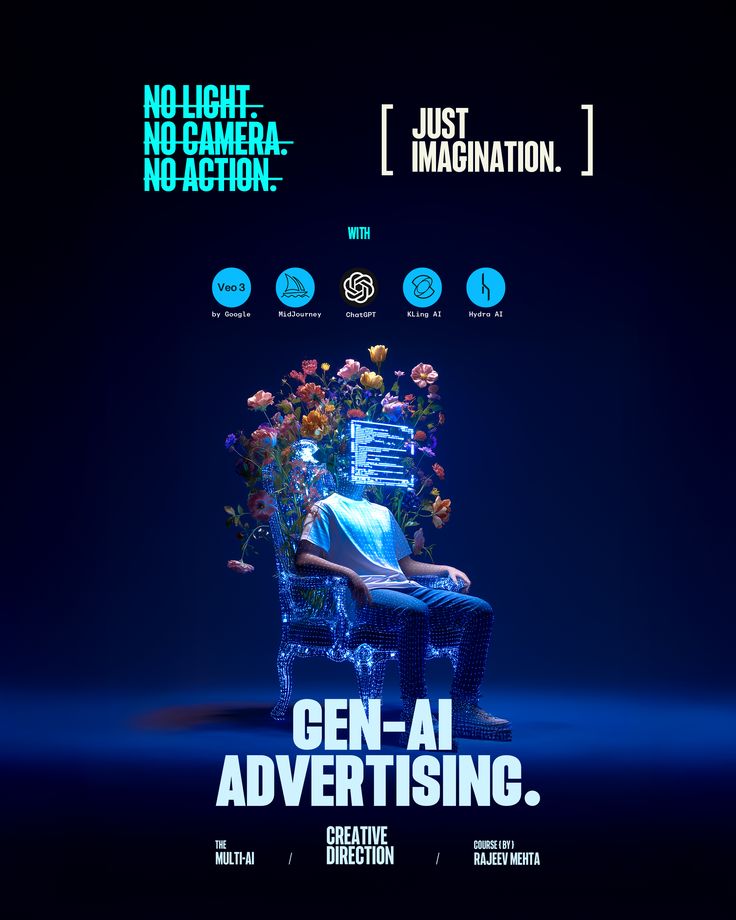 NO LIGHT.
NO CAMERA.
NO ACTION.
[ JUST
IMAGINATION. ]
WITH
Veo 3
by Google
MidJourney
ChatGPT
KLing AI
Hydra AI
GEN-AI
ADVERTISING.
THE
MULTI-AI
/
CREATIVE
DIRECTION
/
COURSE ( BY )
RAJEEV MEHTA